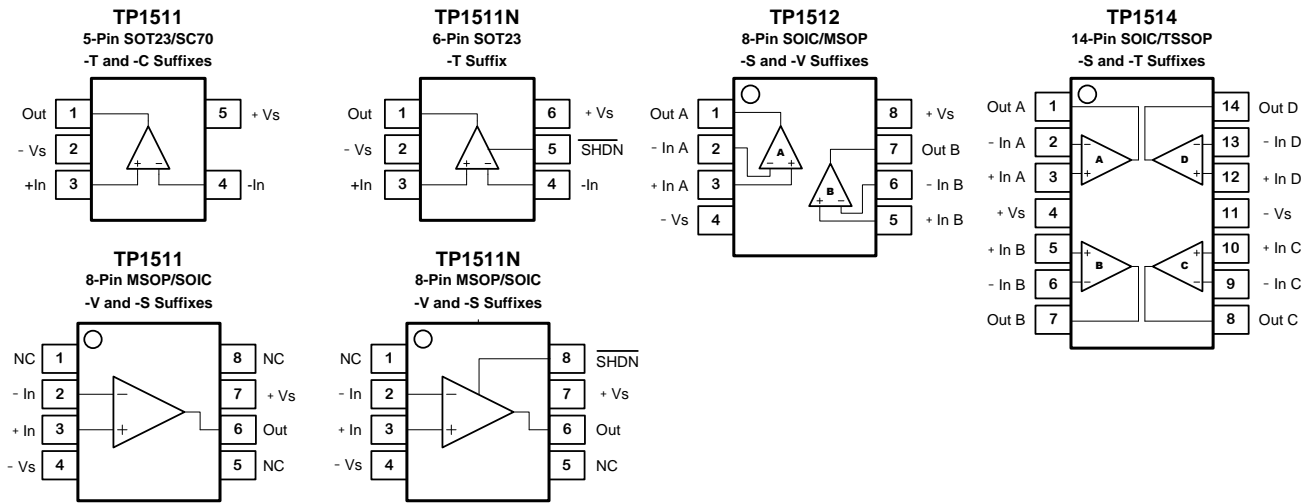 TP1511
5-Pin SOT23/SC70
-T and -C Suffixes
Out 1
5 + Vs
- Vs 2
+In 3
4 -In
+ -
TP1511N
6-Pin SOT23
-T Suffix
Out 1
6 + Vs
- Vs 2
5 SHDN
+In 3
4 -In
+ -
TP1512
8-Pin SOIC/MSOP
-S and -V Suffixes
Out A 1
8 + Vs
- In A 2
7 Out B
+ In A 3
6 - In B
- Vs 4
5 + In B
A
- +
B
+ -
TP1514
14-Pin SOIC/TSSOP
-S and -T Suffixes
Out A 1
14 Out D
- In A 2
13 - In D
+ In A 3
12 + In D
+ Vs 4
11 - Vs
+ In B 5
10 + In C
- In B 6
9 - In C
Out B 7
8 Out C
- A +
- D +
+ B -
+ C -
TP1511
8-Pin MSOP/SOIC
-V and -S Suffixes
NC 1
8 NC
- In 2
7 + Vs
+ In 3
6 Out
- Vs 4
5 NC
-
+
TP1511N
8-Pin MSOP/SOIC
-V and -S Suffixes
NC 1
8 SHDN
- In 2
7 + Vs
+ In 3
6 Out
- Vs 4
5 NC
-
+